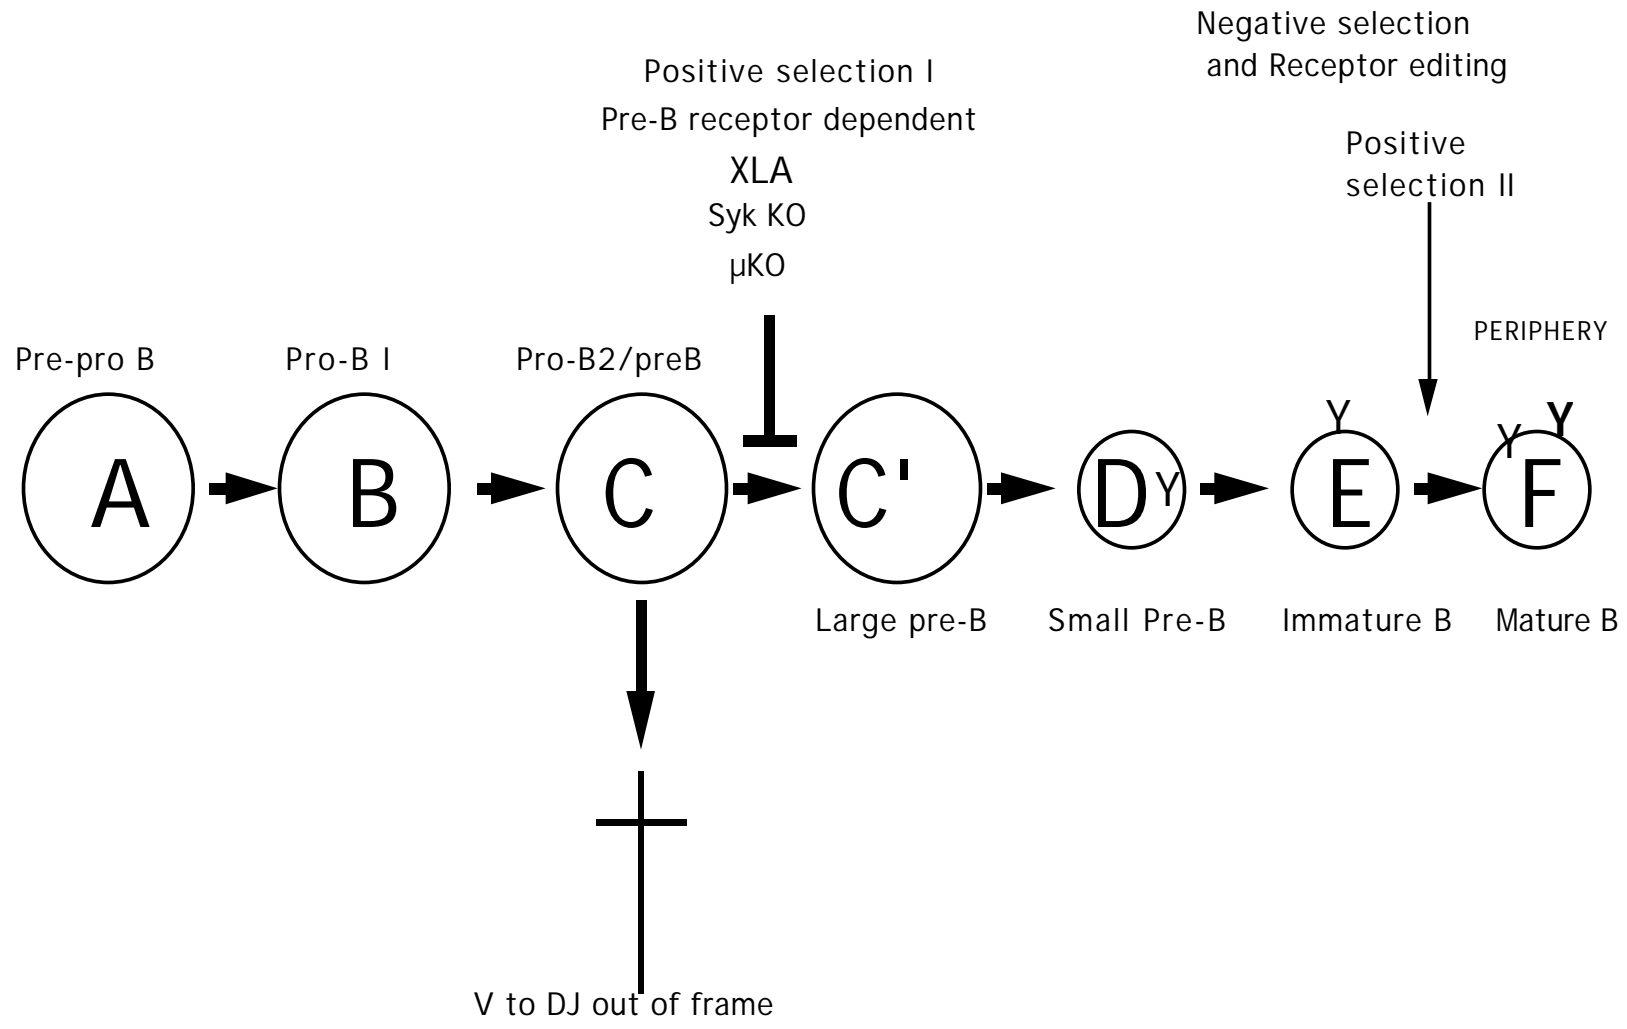 Negative selection
and Receptor editing
Positive selection I
Pre-B receptor dependent
XLA
Syk KO
µKO
Positive
selection II
PERIPHERY
Pre-pro B
Pro-B I
Pro-B2/preB
Y
Y
Y
A
B
C
C'
D
Y
E
F
Large pre-B
Small Pre-B
Immature B
Mature B
V to DJ out of frame